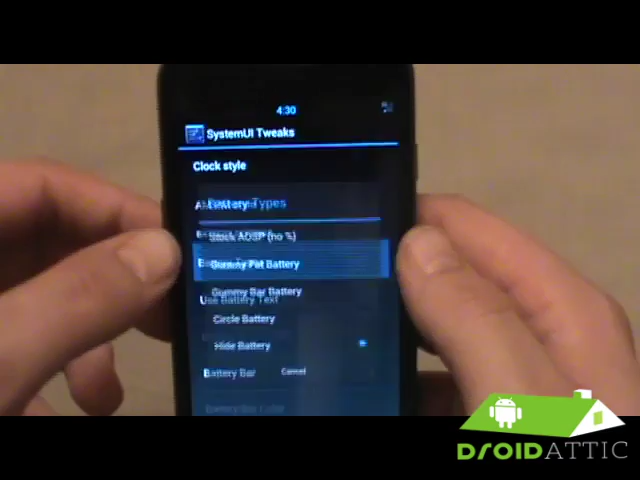 4:30
SystemUI Tweaks
Clock style
Battery Types
Stock AOSP (no %)
Gummy Pct Battery
Gummy Bar Battery
Use Battery Text
Circle Battery
Hide Battery
Battery Bar
Cancel
DROIDATTIC